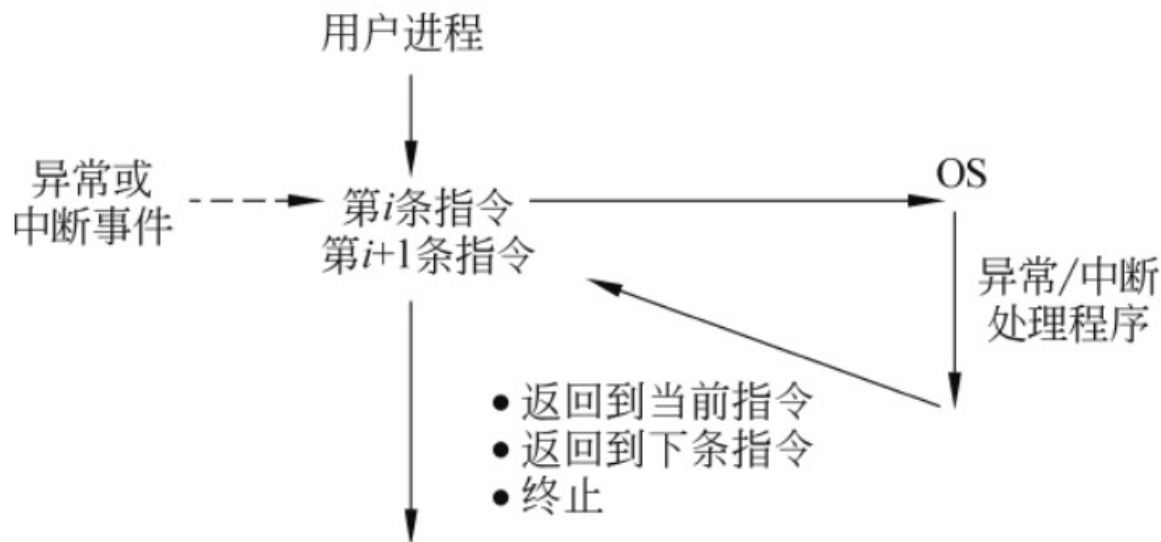 用户进程
异常或
中断事件
第i条指令
第i+1条指令
OS
异常/中断
处理程序
● 返回到当前指令
● 返回到下条指令
● 终止